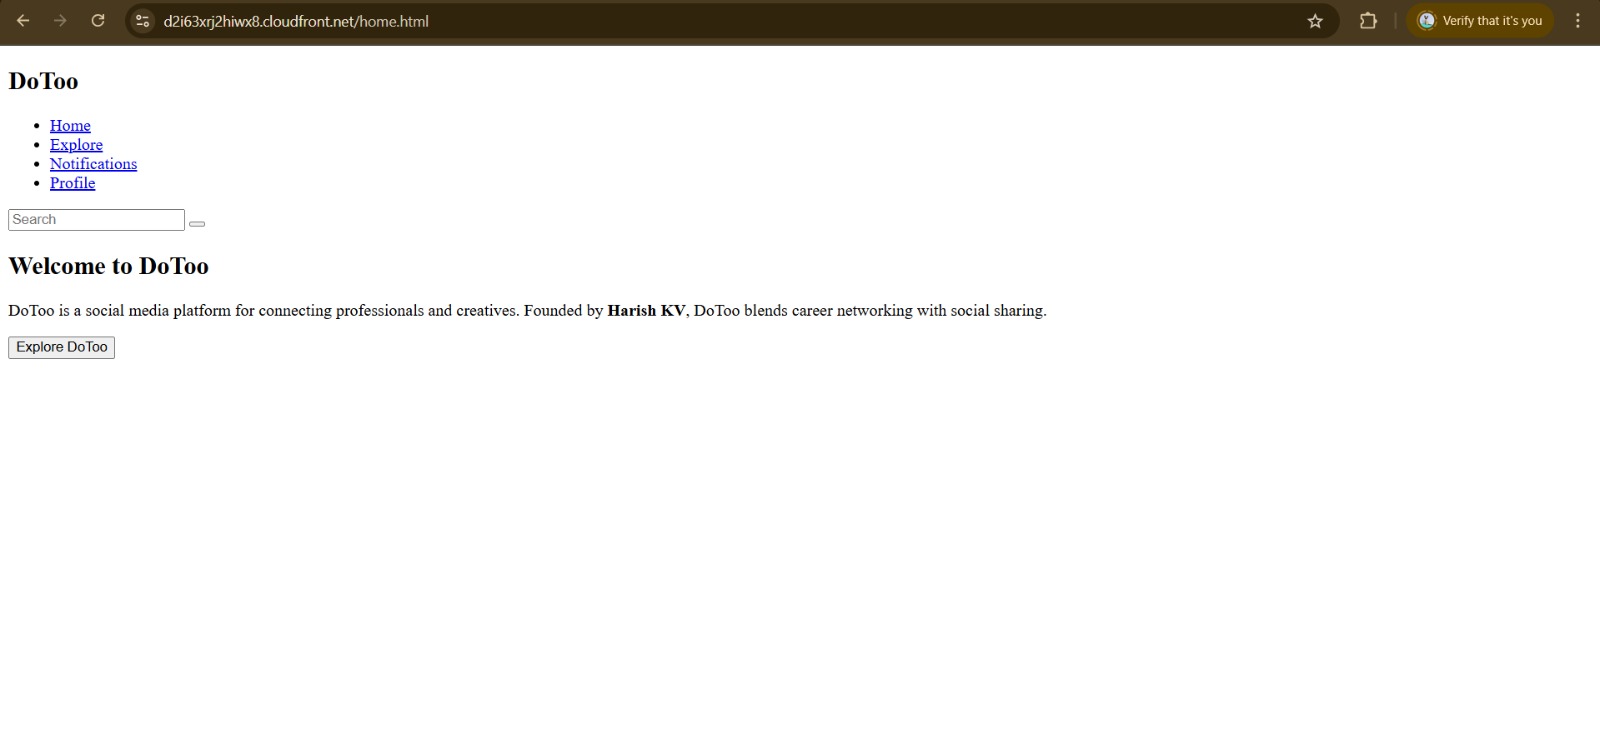 d2i63xrj2hiwx8.cloudfront.net/home.html
Verify that it's you
DoToo
Home
Explore
Notifications
Profile
Search
Welcome to DoToo
DoToo is a social media platform for connecting professionals and creatives. Founded by Harish KV, DoToo blends career networking with social sharing.
Explore DoToo